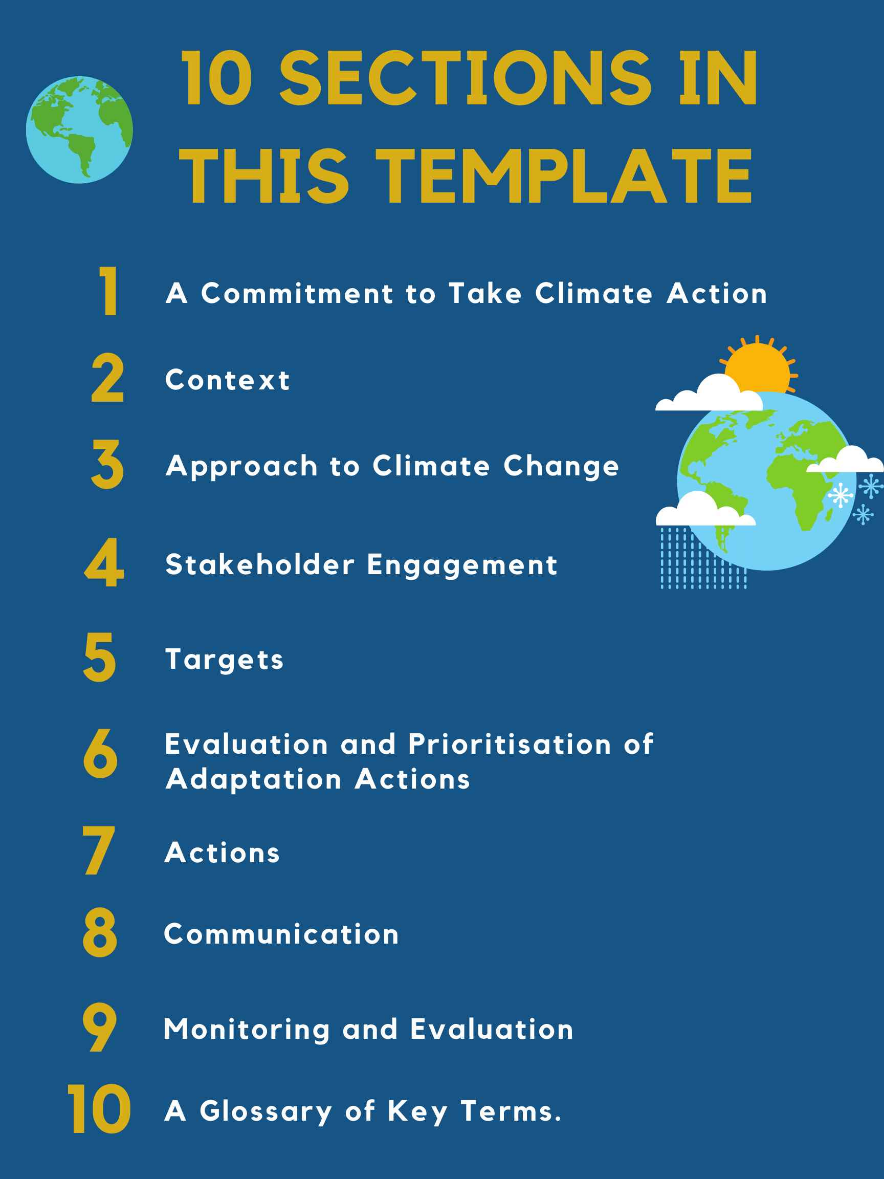 10 SECTIONS IN
THIS TEMPLATE
1 A Commitment to Take Climate Action
2 Context
3 Approach to Climate Change
4 Stakeholder Engagement
5 Targets
6 Evaluation and Prioritisation of
Adaptation Actions
7 Actions
8 Communication
9 Monitoring and Evaluation
10 A Glossary of Key Terms.